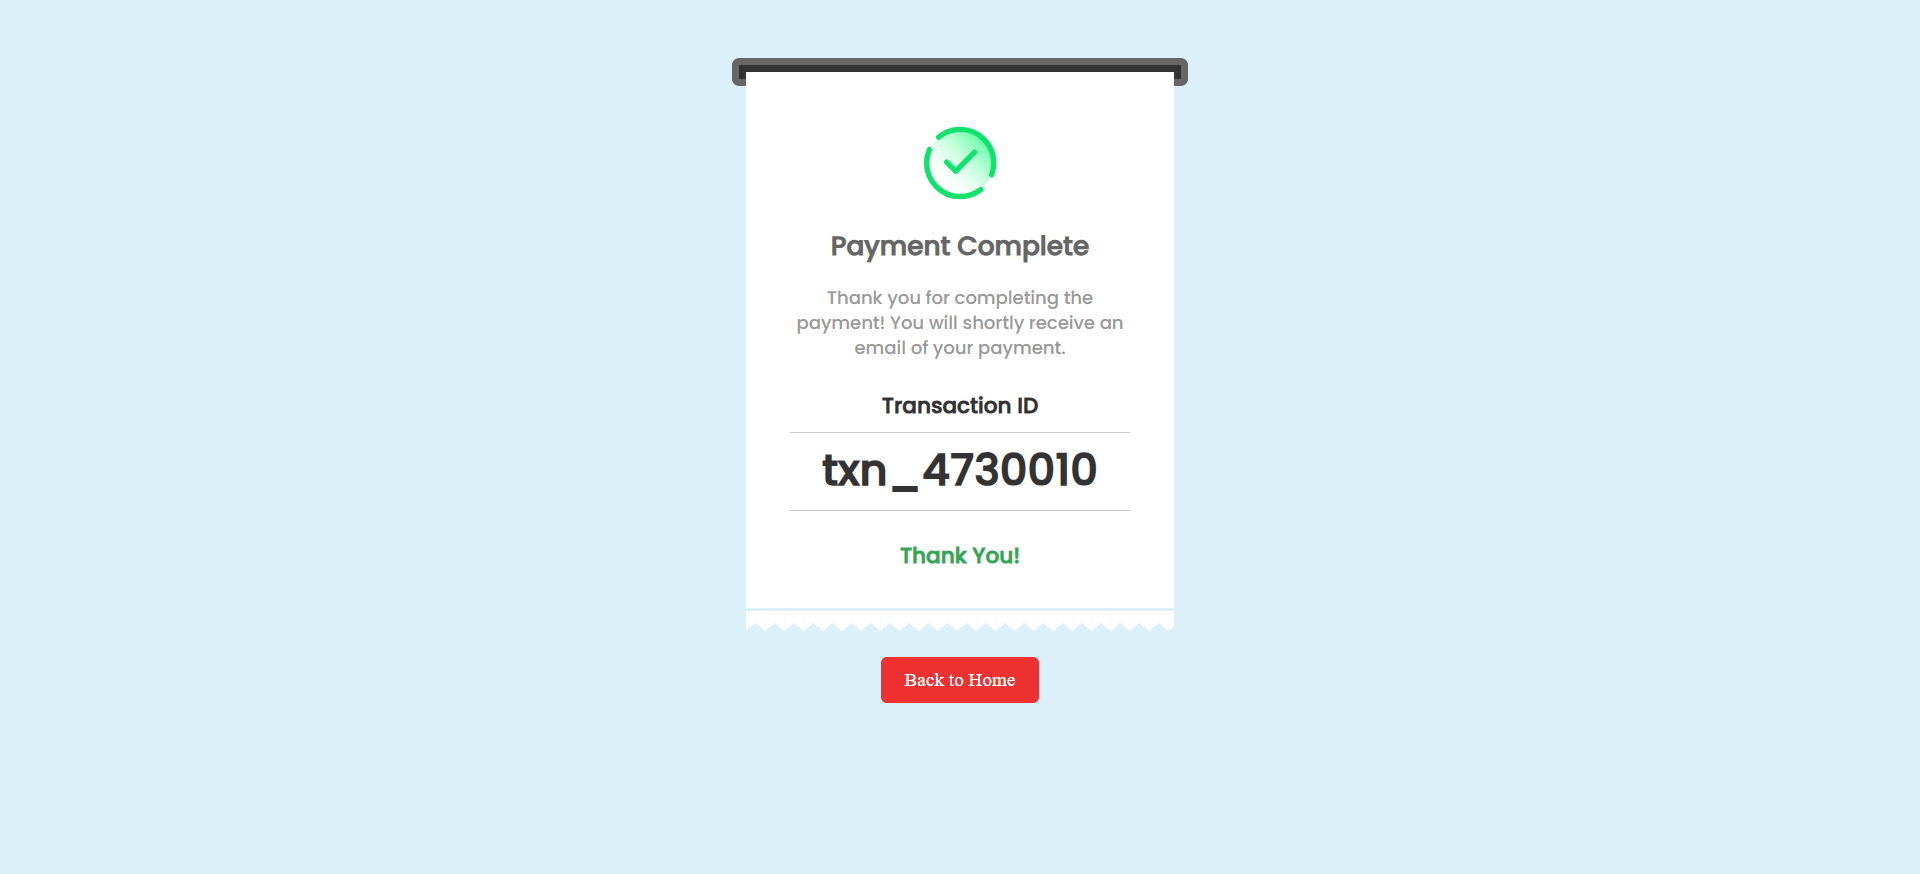 Payment Complete
Thank you for completing the
payment! You will shortly receive an
email of your payment.
Transaction ID
txn_4730010
Thank You!
Back to Home